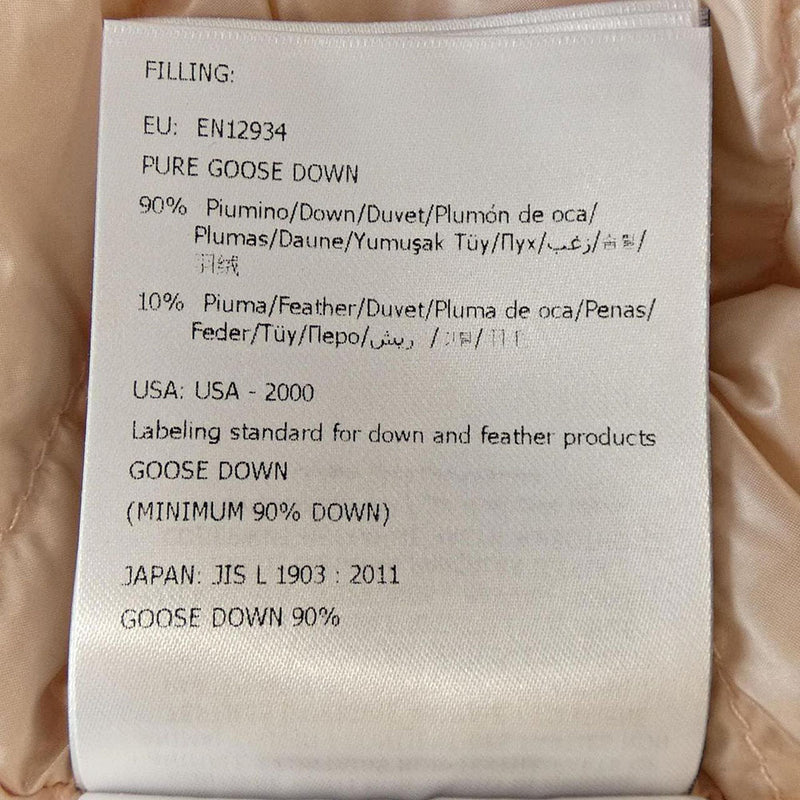 FILLING:
EU: EN12934
PURE GOOSE DOWN
90% Piumino/Down/Duvet/Plumón de oca/
Plumas/Daune/Yumuşak Tüy/Пух/زغب/
羽绒
10% Piuma/Feather/Duvet/Pluma de oca/Penas/
Feder/Tüy/Перо/ريش /
USA: USA - 2000
Labeling standard for down and feather products
GOOSE DOWN
(MINIMUM 90% DOWN)
JAPAN: JIS L 1903 : 2011
GOOSE DOWN 90%